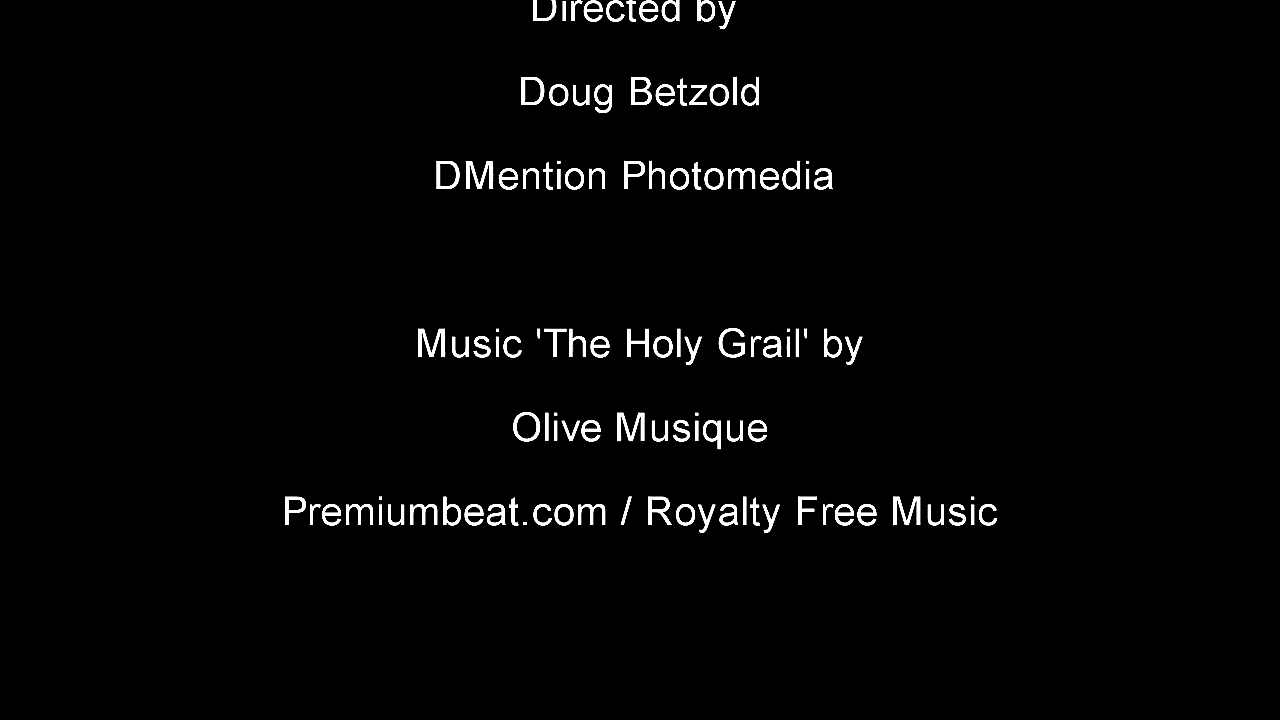 Directed by
Doug Betzold
DMention Photomedia
Music 'The Holy Grail' by
Olive Musique
Premiumbeat.com / Royalty Free Music